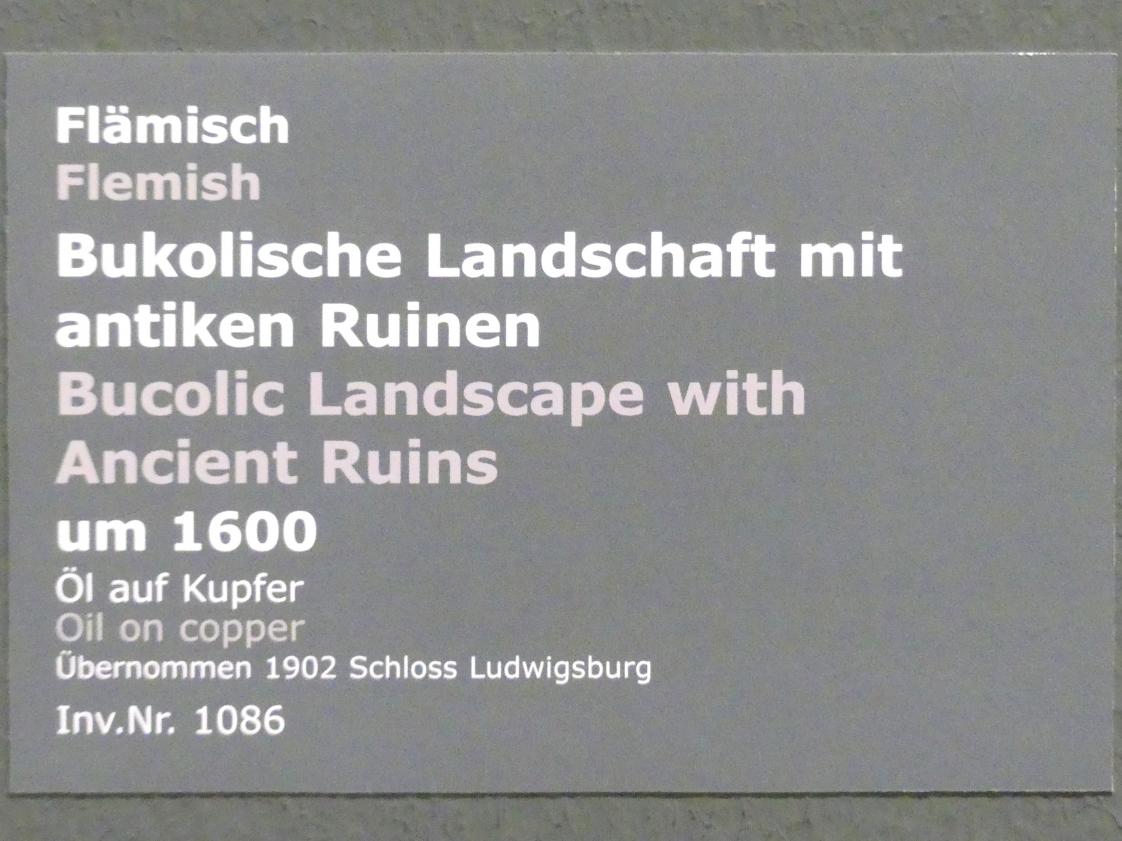 Flämisch
Flemish
Bukolische Landschaft mit
antiken Ruinen
Bucolic Landscape with
Ancient Ruins
um 1600
Öl auf Kupfer
Oil on copper
Übernommen 1902 Schloss Ludwigsburg
Inv.Nr. 1086